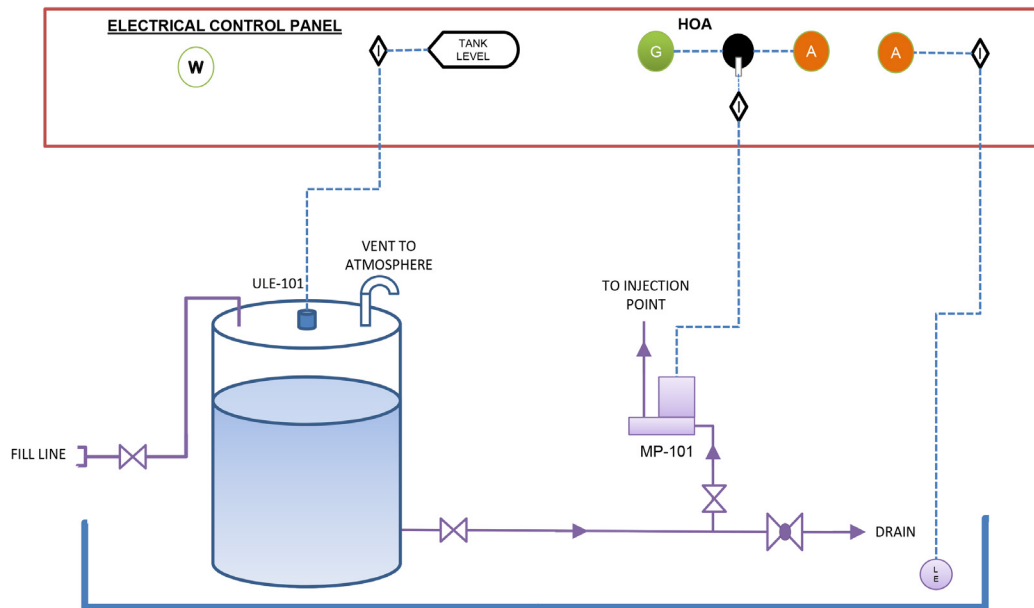 ELECTRICAL CONTROL PANEL
W
I
TANK
LEVEL
HOA
G
A
I
A
I
VENT TO
ATMOSPHERE
ULE-101
TO INJECTION
POINT
FILL LINE
MP-101
DRAIN
L
E